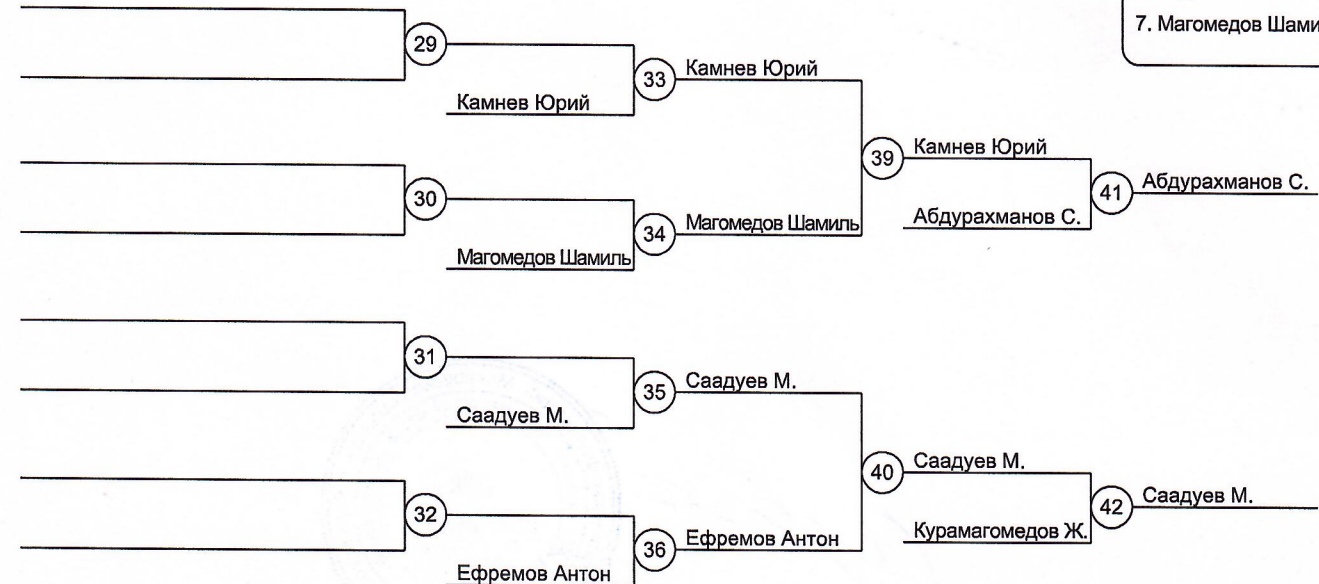 7. Магомедов Шами
29
Камнев Юрий
33
Камнев Юрий
30
Магомедов Шамиль
34
Магомедов Шамиль
39
Камнев Юрий
Абдурахманов С.
41
Абдурахманов С.
31
Саадуев М.
35
Саадуев М.
32
Ефремов Антон
36
Ефремов Антон
40
Саадуев М.
Курамагомедов Ж.
42
Саадуев М.